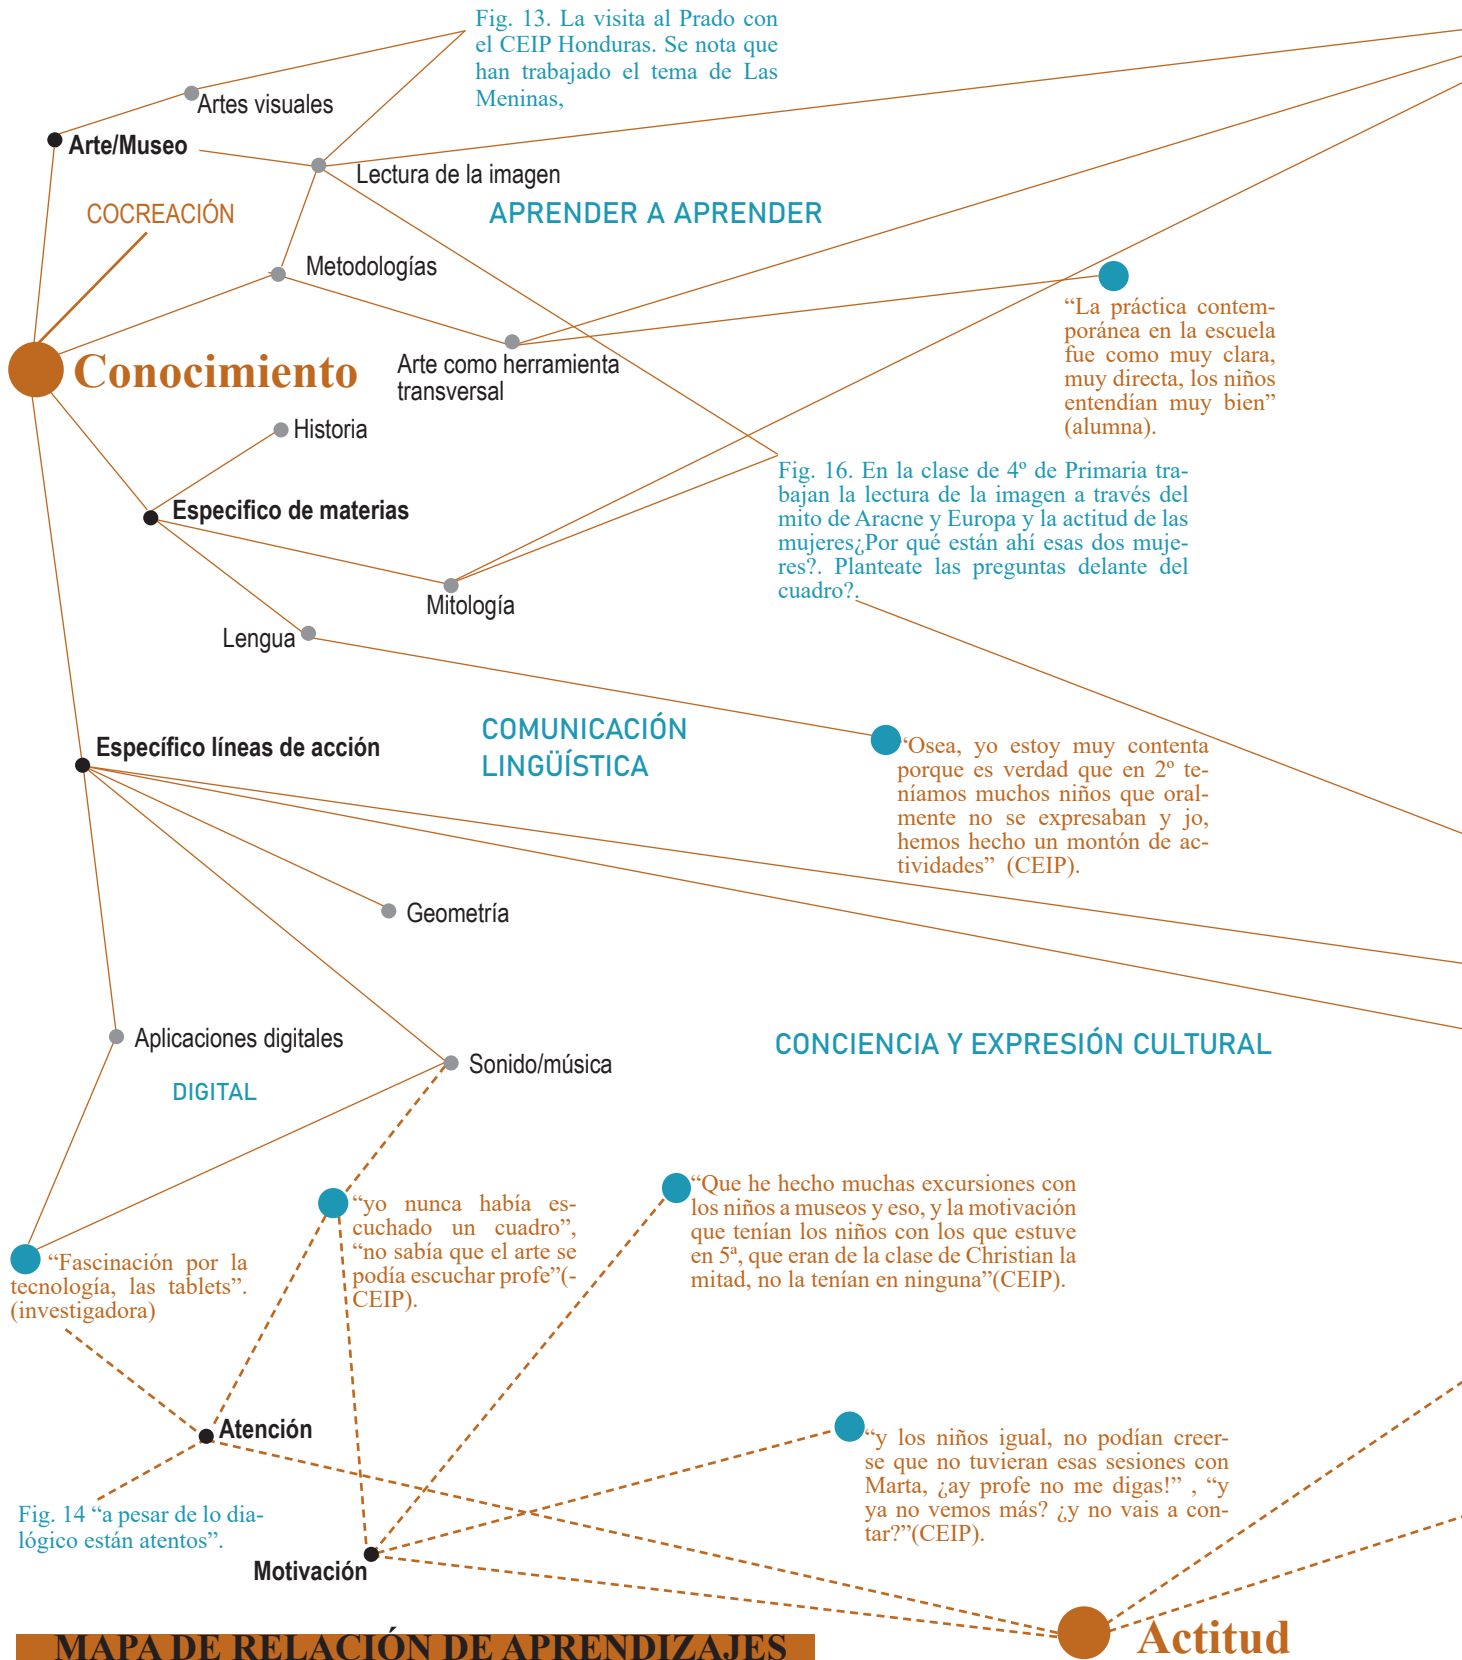 Fig. 13. La visita al Prado con
el CEIP Honduras. Se nota que
han trabajado el tema de Las
Meninas,
Artes visuales
Arte/Museo
Lectura de la imagen
COCREACIÓN
APRENDER A APRENDER
Metodologías
“La práctica contem-
poránea en la escuela
fue como muy clara,
muy directa, los niños
entendían muy bien”
(alumna).
Conocimiento
Arte como herramienta
transversal
Historia
Fig. 16. En la clase de 4º de Primaria tra-
bajan la lectura de la imagen a través del
mito de Aracne y Europa y la actitud de las
mujeres¿Por qué están ahí esas dos muje-
res?. Planteate las preguntas delante del
cuadro?.
Especifico de materias
Mitología
Lengua
COMUNICACIÓN
LINGÜÍSTICA
Específico líneas de acción
“Osea, yo estoy muy contenta
porque es verdad que en 2º te-
níamos muchos niños que oral-
mente no se expresaban y jo,
hemos hecho un montón de ac-
tividades” (CEIP).
Geometría
Aplicaciones digitales
CONCIENCIA Y EXPRESIÓN CULTURAL
Sonido/música
DIGITAL
“yo nunca había es-
cuchado un cuadro”,
“no sabía que el arte se
podía escuchar profe”(-
CEIP).
“Que he hecho muchas excursiones con
los niños a museos y eso, y la motivación
que tenían los niños con los que estuve
en 5ª, que eran de la clase de Christian la
mitad, no la tenían en ninguna”(CEIP).
“Fascinación por la
tecnología, las tablets”.
(investigadora)
Atención
“y los niños igual, no podían creer-
se que no tuvieran esas sesiones con
Marta, ¿ay profe no me digas!” , “y
ya no vemos más? ¿y no vais a con-
tar?”(CEIP).
Fig. 14 “a pesar de lo dia-
lógico están atentos”.
Motivación
Actitud
MAPA DE RELACIÓN DE APRENDIZAJES